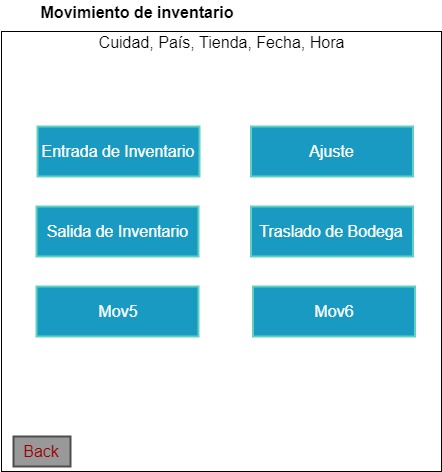 Movimiento de inventario
Cuidad, País, Tienda, Fecha, Hora
Entrada de Inventario
Ajuste
Salida de Inventario
Traslado de Bodega
Mov5
Mov6
Back